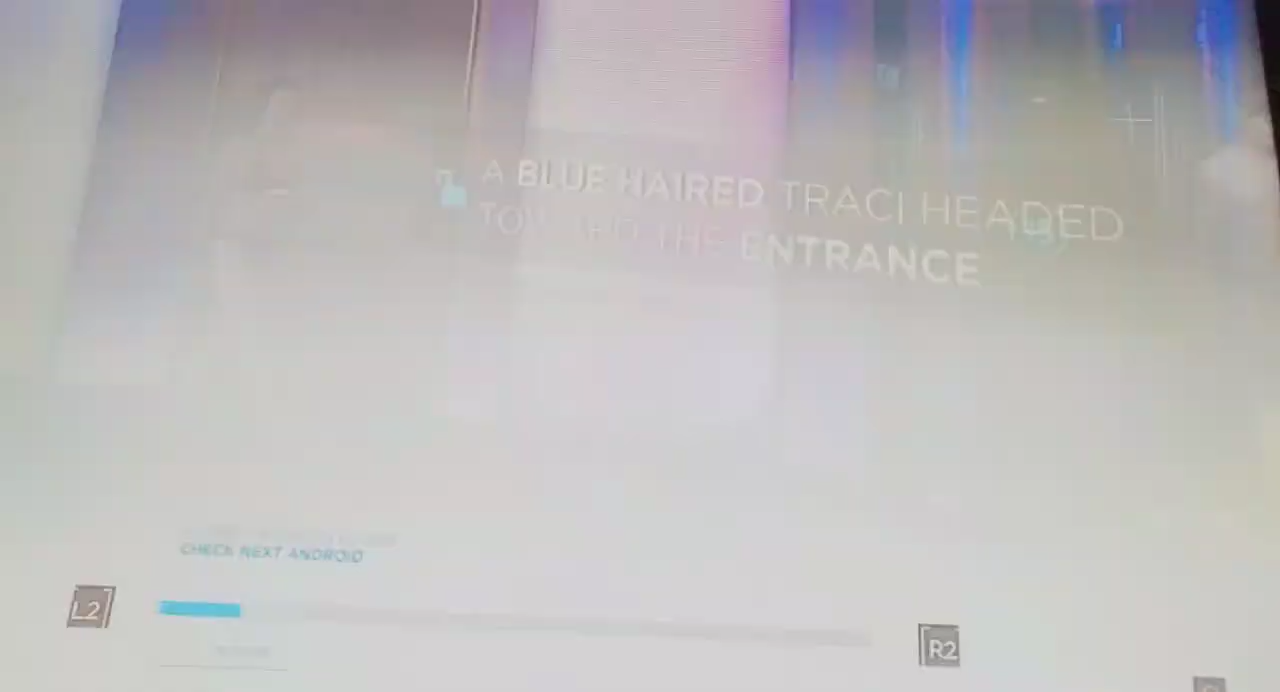 A BLUE HAIRED TRACI HEADED
TOWARD THE ENTRANCE
CHECK NEXT ANDROID
L2
R2